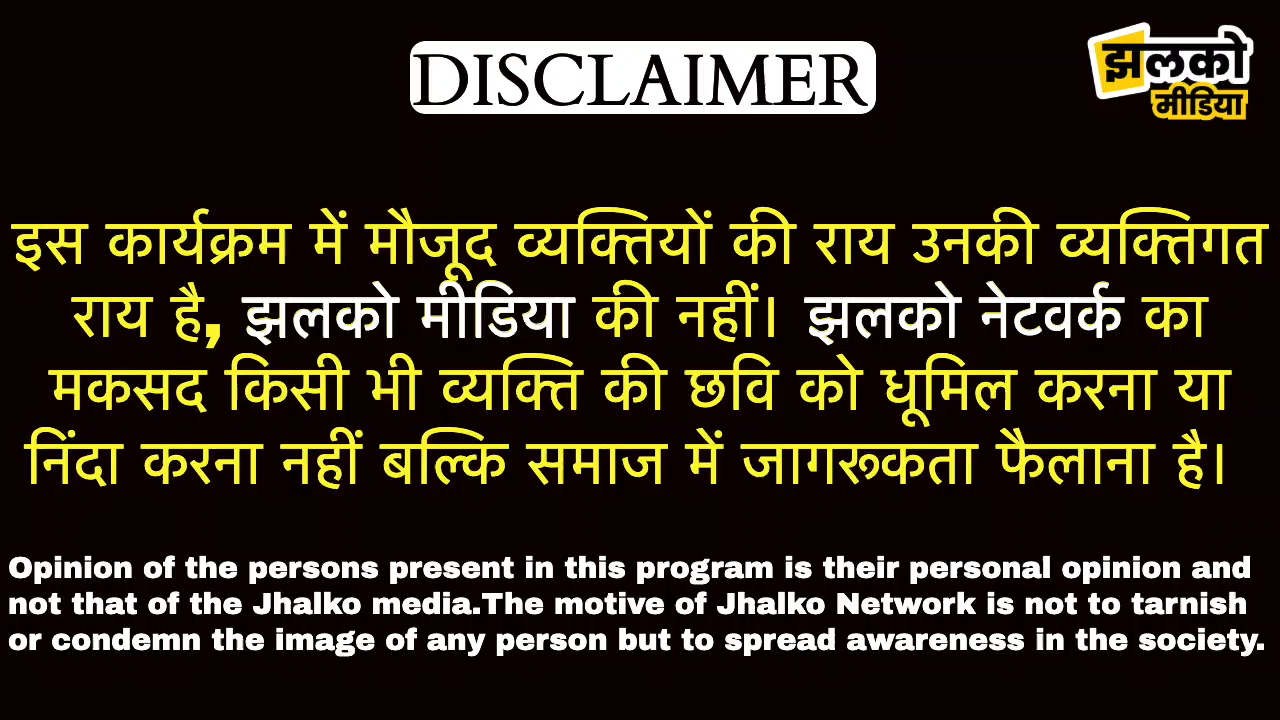 DISCLAIMER
झलको
मीडिया
इस कार्यक्रम में मौजूद व्यक्तियों की राय उनकी व्यक्तिगत
राय है, झलको मीडिया की नहीं। झलको नेटवर्क का
मकसद किसी भी व्यक्ति की छवि को धूमिल करना या
निंदा करना नहीं बल्कि समाज में जागरूकता फैलाना है।
Opinion of the persons present in this program is their personal opinion and
not that of the Jhalko media.The motive of Jhalko Network is not to tarnish
or condemn the image of any person but to spread awareness in the society.